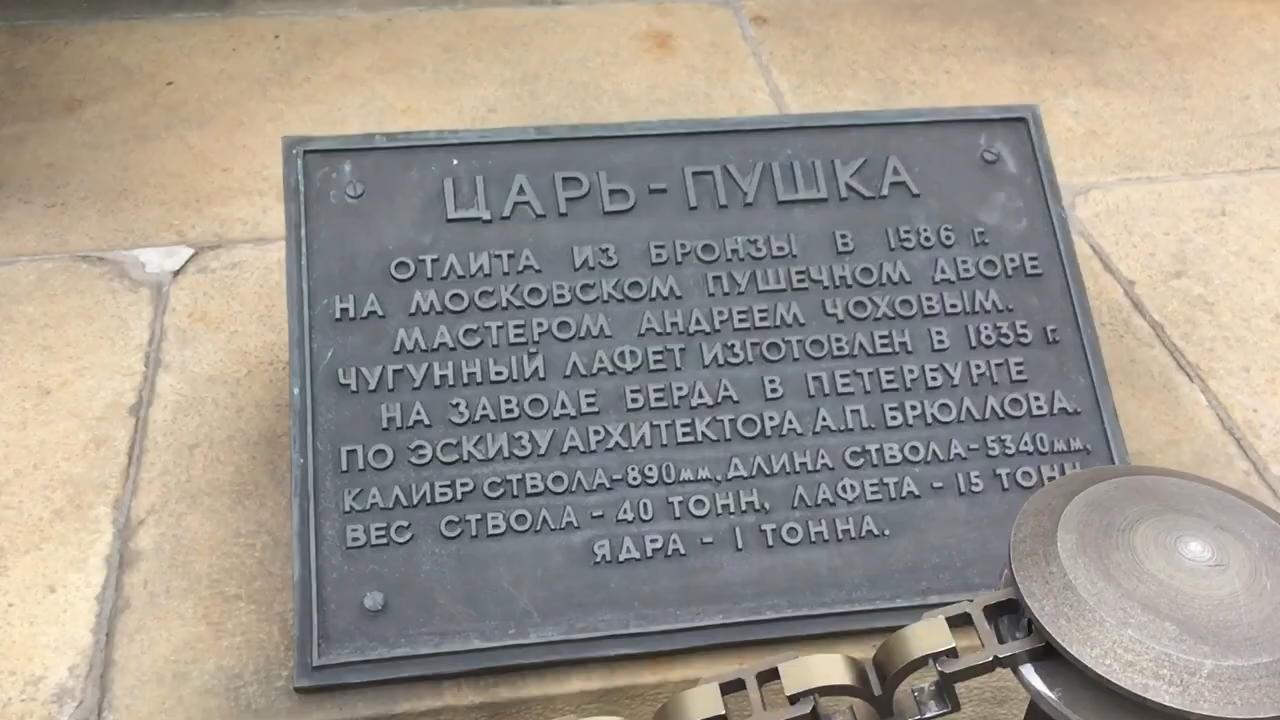 ЦАРЬ-ПУШКА
ОТЛИТА ИЗ БРОНЗЫ В 1586 г.
НА МОСКОВСКОМ ПУШЕЧНОМ ДВОРЕ
МАСТЕРОМ АНДРЕЕМ ЧОХОВЫМ.
ЧУГУННЫЙ ЛАФЕТ ИЗГОТОВЛЕН В 1835 г.
НА ЗАВОДЕ БЕРДА В ПЕТЕРБУРГЕ
ПО ЭСКИЗУ АРХИТЕКТОРА А.П. БРЮЛЛОВА.
КАЛИБР СТВОЛА-890мм, ДЛИНА СТВОЛА-5340мм,
ВЕС СТВОЛА - 40 ТОНН, ЛАФЕТА - 15 ТОНН
ЯДРА - 1 ТОННА.